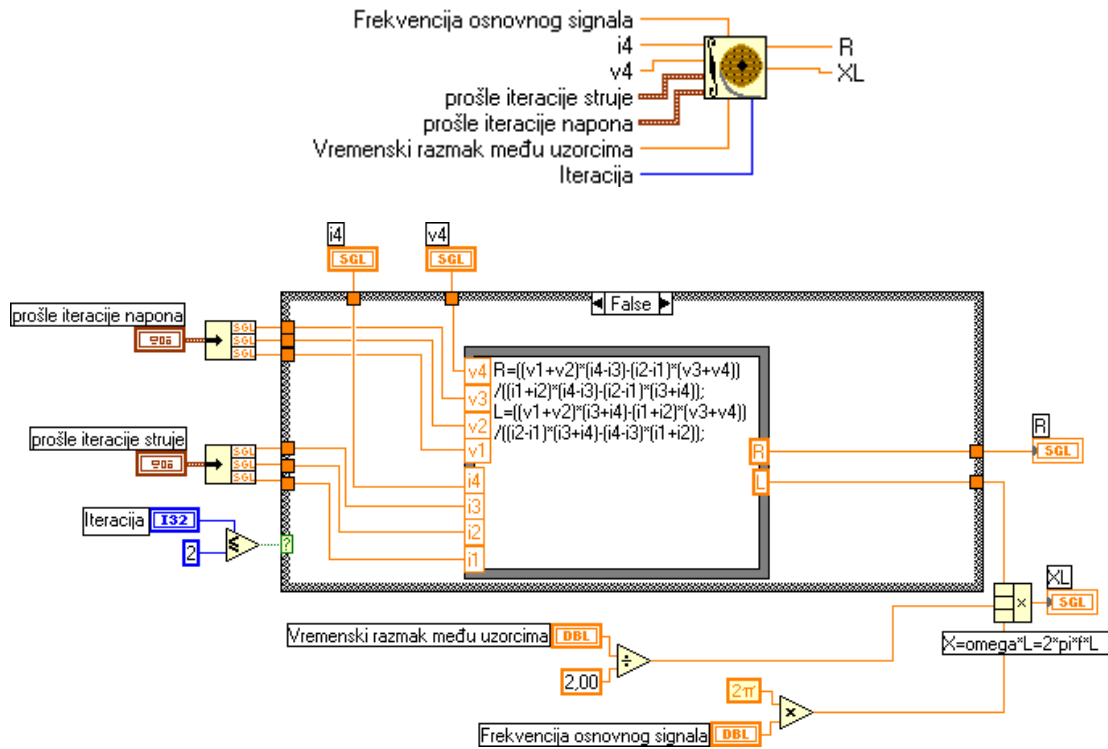 Frekvencija osnovnog signala
i4
v4
prošle iteracije struje
prošle iteracije napona
Vremenski razmak među uzorcima
Iteracija
R
XL
i4
SGL
v4
SGL
False
prošle iteracije napona
SGL
SGL
SGL
prošle iteracije struje
SGL
SGL
SGL
Iteracija
I32
2
≤
?
v4
v3
v2
v1
i4
i3
i2
i1
R=((v1+v2)*(i4-i3)-(i2-i1)*(v3+v4))
/((i1+i2)*(i4-i3)-(i2-i1)*(i3+i4));
L=((v1+v2)*(i3+i4)-(i1+i2)*(v3+v4))
/((i2-i1)*(i3+i4)-(i4-i3)*(i1+i2));
R
L
R
SGL
XL
SGL
x
X=omega*L=2*pi*f*L
Vremenski razmak među uzorcima
DBL
2,00
÷
2π
x
Frekvencija osnovnog signala
DBL